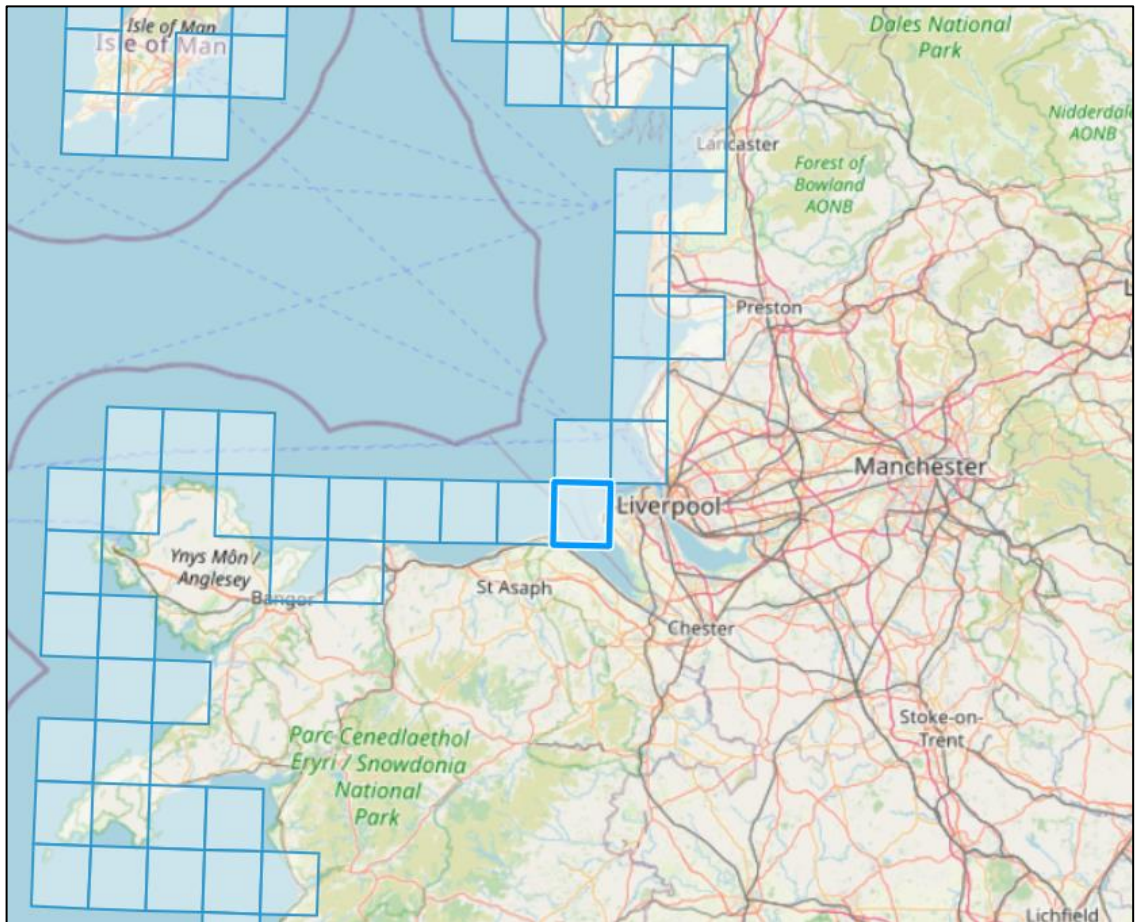 Isle of Man
Isle of Man
Dales National
Park
Nidderdale
AONB
Lancaster
Forest of
Bowland
AONB
Preston
L
Manchester
Liverpool
Ynys Môn /
Anglesey
Bangor
St Asaph
Chester
Stoke-on-
Trent
Parc Cenedlaethol
Eryri / Snowdonia
National
Park
Lichfield